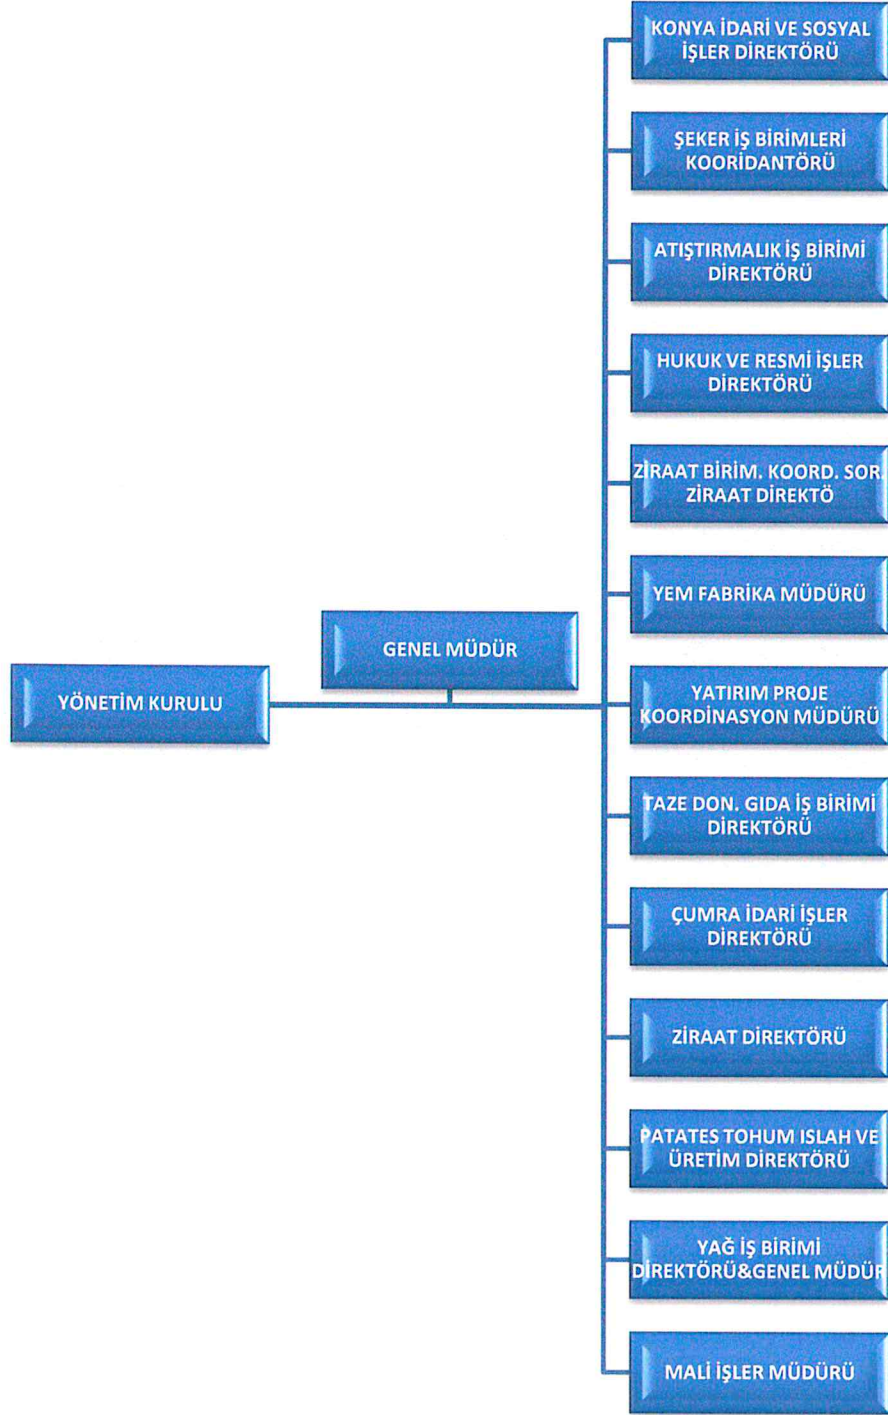 KONYA İDARİ VE SOSYAL
İŞLER DİREKTÖRÜ
ŞEKER İŞ BİRİMLERİ
KOORİDANTÖRÜ
ATIŞTIRMALIK İŞ BİRİMİ
DİREKTÖRÜ
HUKUK VE RESMİ İŞLER
DİREKTÖRÜ
ZİRAAT BİRİM. KOORD. SOR.
ZİRAAT DİREKTÖ
YEM FABRİKA MÜDÜRÜ
GENEL MÜDÜR
YÖNETİM KURULU
YATIRIM PROJE
KOORDİNASYON MÜDÜRÜ
TAZE DON. GIDA İŞ BİRİMİ
DİREKTÖRÜ
ÇUMRA İDARİ İŞLER
DİREKTÖRÜ
ZİRAAT DİREKTÖRÜ
PATATES TOHUM ISLAH VE
ÜRETİM DİREKTÖRÜ
YAĞ İŞ BİRİMİ
DİREKTÖRÜ&GENEL MÜDÜR
MALİ İŞLER MÜDÜRÜ